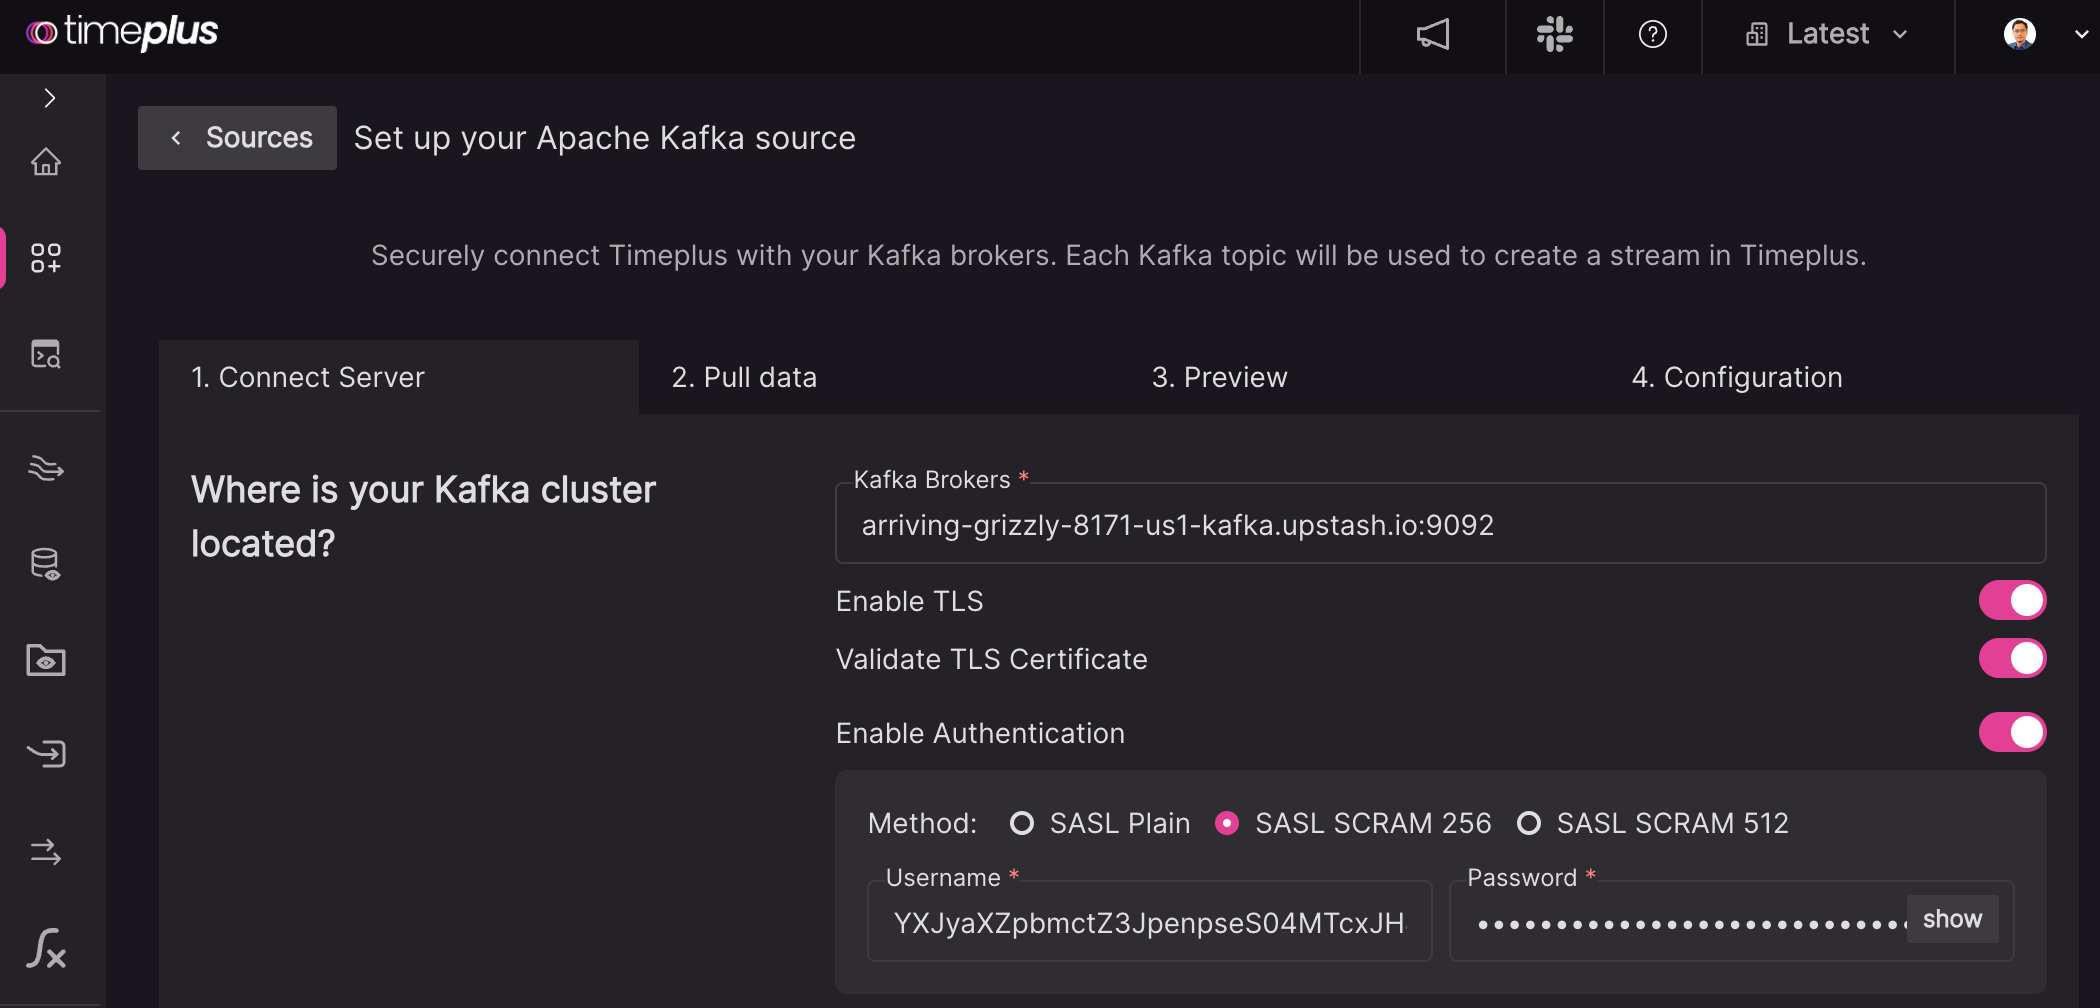 timeplus
Latest
Sources
Set up your Apache Kafka source
Securely connect Timeplus with your Kafka brokers. Each Kafka topic will be used to create a stream in Timeplus.
1. Connect Server
2. Pull data
3. Preview
4. Configuration
Where is your Kafka cluster
located?
Kafka Brokers *
arriving-grizzly-8171-us1-kafka.upstash.io:9092
Enable TLS
Validate TLS Certificate
Enable Authentication
Method: SASL Plain SASL SCRAM 256 SASL SCRAM 512
Username *
YXJyaXZpbmctZ3JpenpseS04MTcxJH
Password *
show